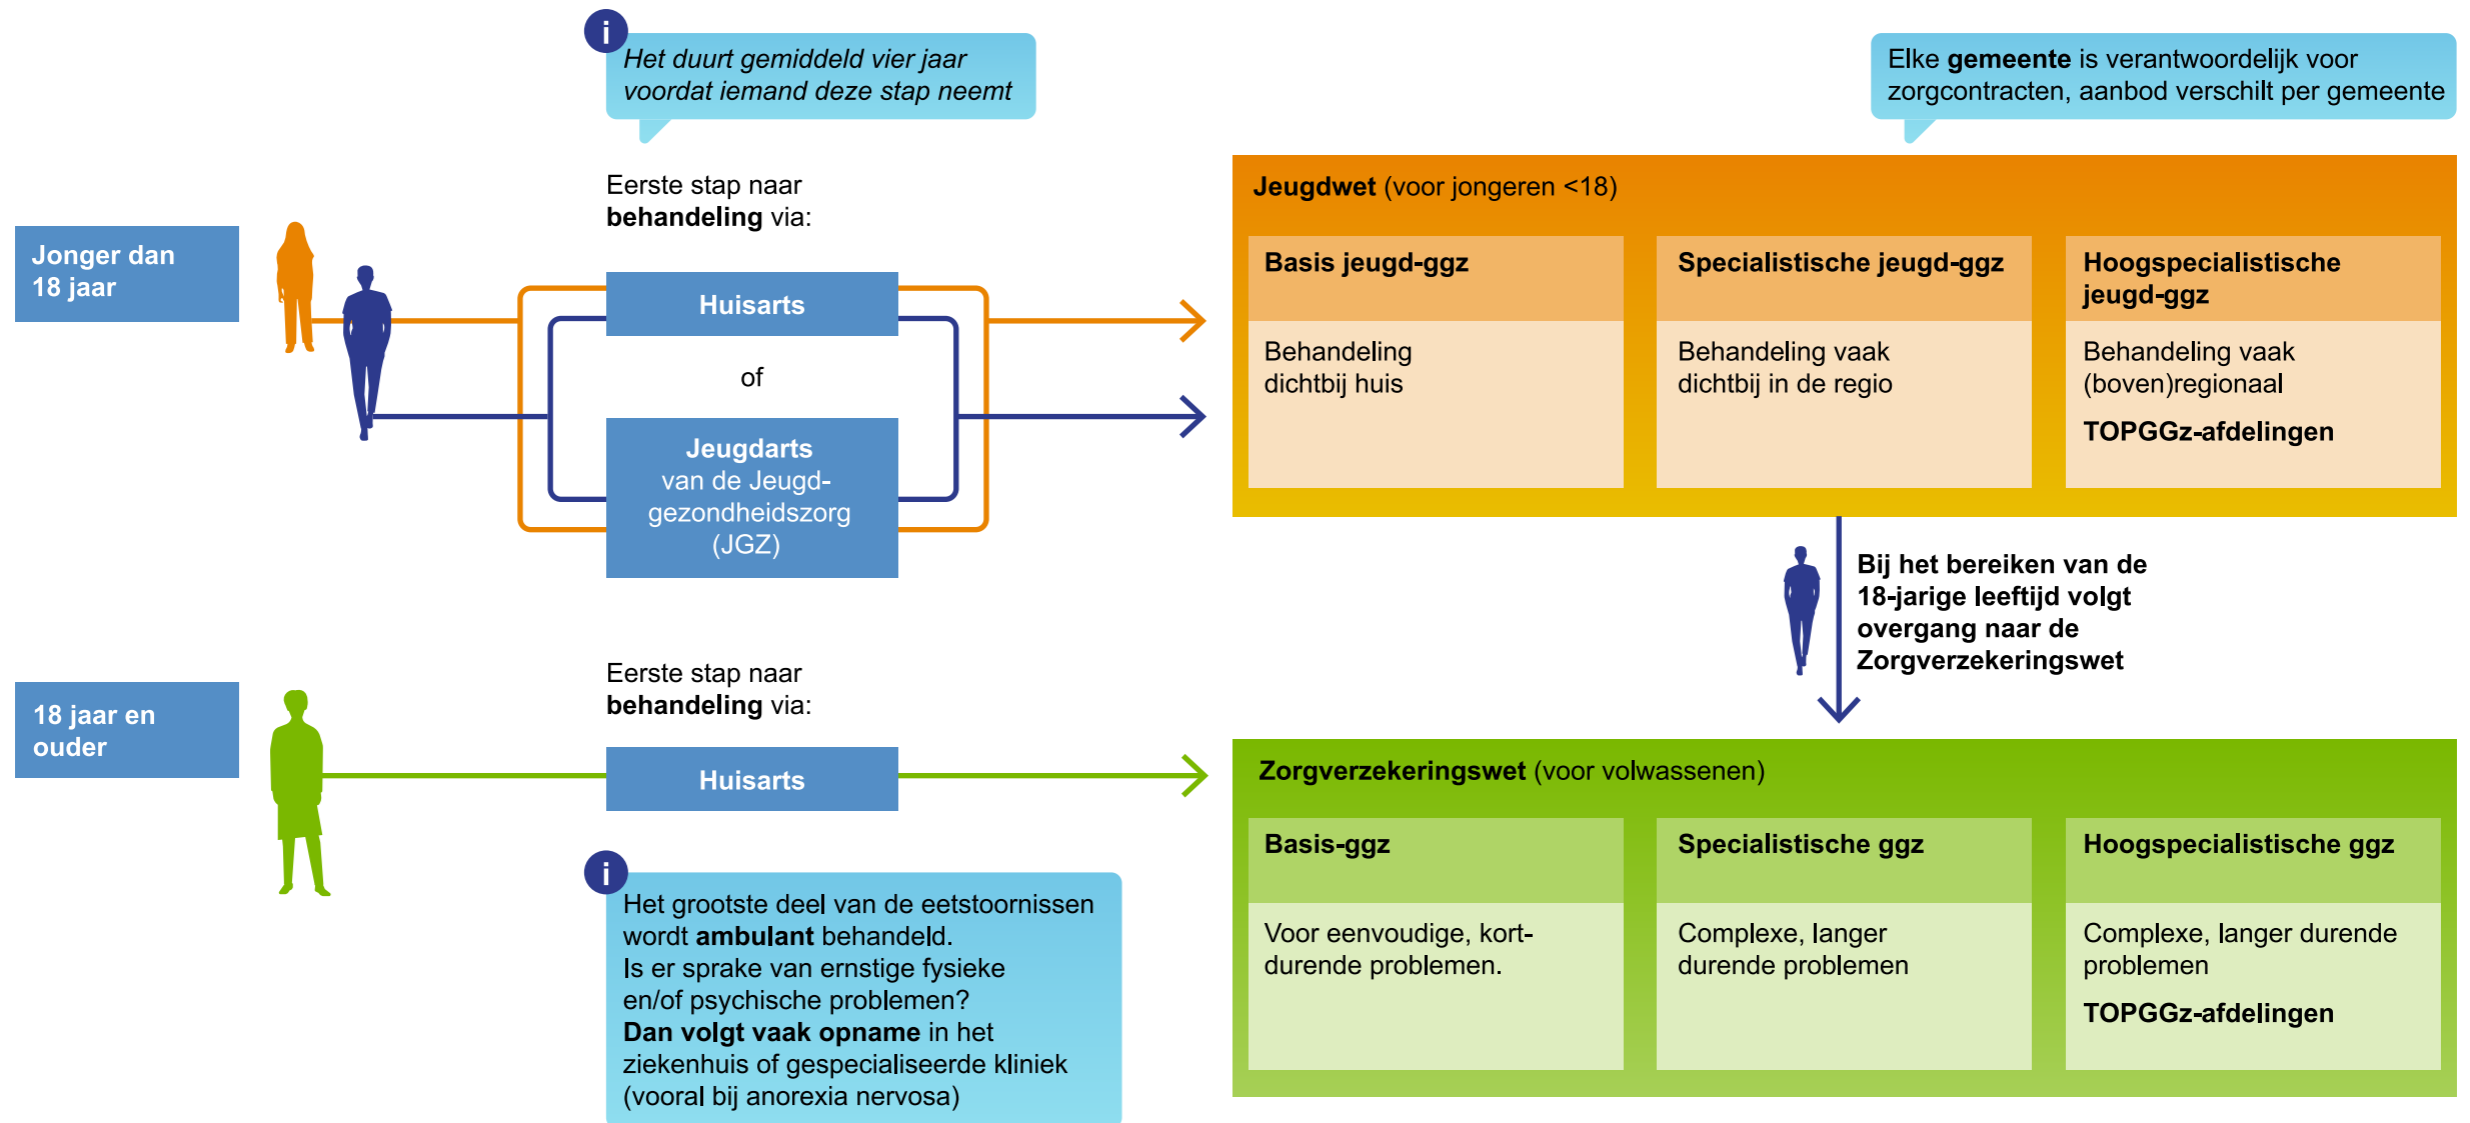 i
Het duurt gemiddeld vier jaar
voordat iemand deze stap neemt
Elke gemeente is verantwoordelijk voor
zorgcontracten, aanbod verschilt per gemeente
Jonger dan
18 jaar
Eerste stap naar
behandeling via:
Huisarts
of
Jeugdarts
van de Jeugd-
gezondheidszorg
(JGZ)
Jeugdwet (voor jongeren <18)
Basis jeugd-ggz
Behandeling
dichtbij huis
Specialistische jeugd-ggz
Behandeling vaak
dichtbij in de regio
Hoogspecialistische
jeugd-ggz
Behandeling vaak
(boven)regionaal
TOPGGz-afdelingen
Bij het bereiken van de
18-jarige leeftijd volgt
overgang naar de
Zorgverzekeringswet
18 jaar en
ouder
Eerste stap naar
behandeling via:
Huisarts
i
Het grootste deel van de eetstoornissen
wordt ambulant behandeld.
Is er sprake van ernstige fysieke
en/of psychische problemen?
Dan volgt vaak opname in het
ziekenhuis of gespecialiseerde kliniek
(vooral bij anorexia nervosa)
Zorgverzekeringswet (voor volwassenen)
Basis-ggz
Voor eenvoudige, kort-
durende problemen.
Specialistische ggz
Complexe, langer
durende problemen
Hoogspecialistische ggz
Complexe, langer durende
problemen
TOPGGz-afdelingen